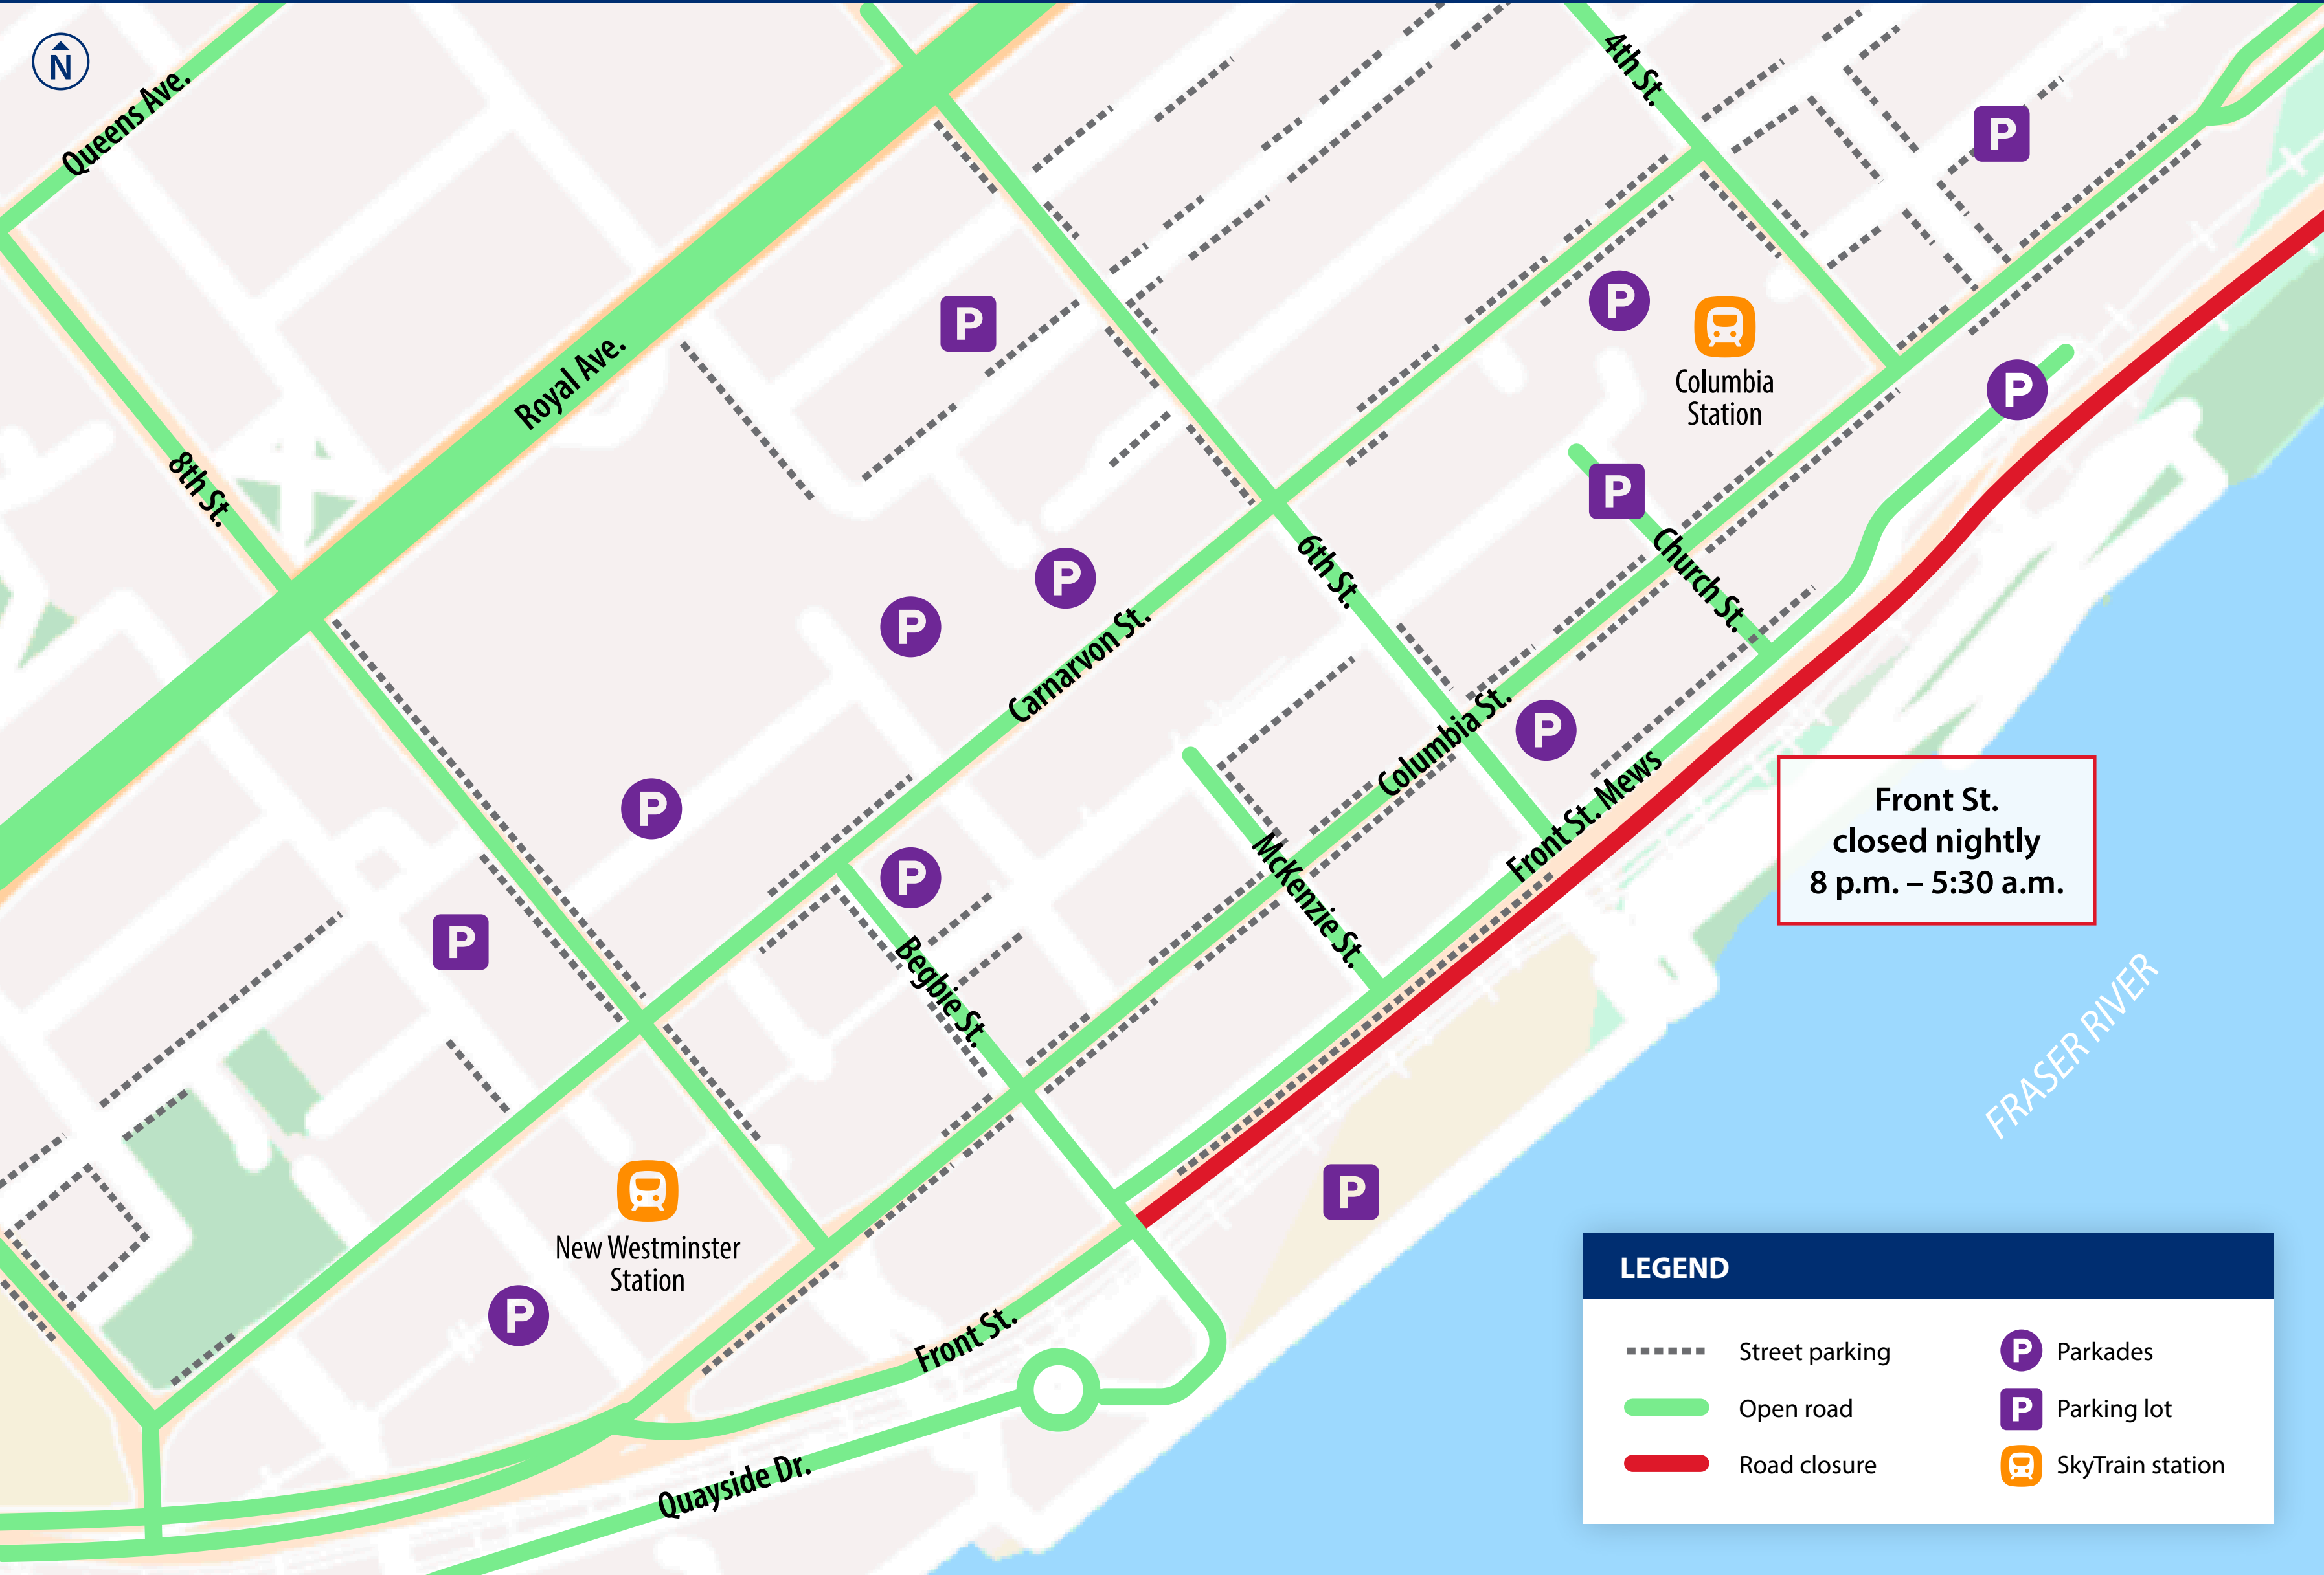 N
Queens Ave.
4th St.
P
P
P
Royal Ave.
Columbia
Station
P
8th St.
P
Church St.
6th St.
P
P
Carnarvon St.
Columbia St.
P
P
Front St. Mews
Front St.
closed nightly
8 p.m. – 5:30 a.m.
McKenzie St.
P
P
Begbie St.
FRASER RIVER
P
New Westminster
Station
P
Front St.
Quayside Dr.
LEGEND
Street parking
P Parkades
Open road
P Parking lot
Road closure
SkyTrain station